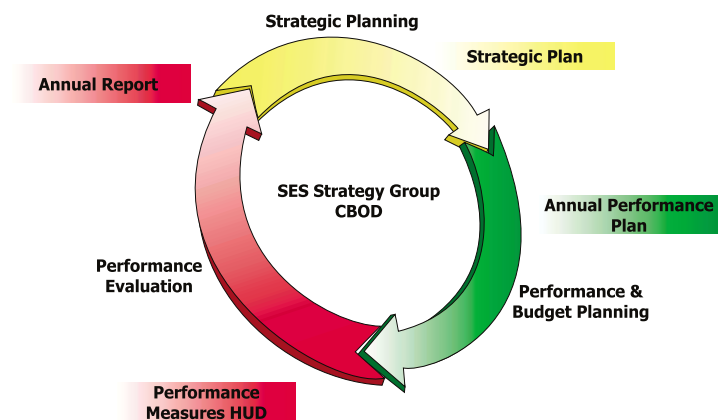 Strategic Planning
Strategic Plan
Annual Report
SES Strategy Group
CBOD
Annual Performance
Plan
Performance
Evaluation
Performance &
Budget Planning
Performance
Measures HUD